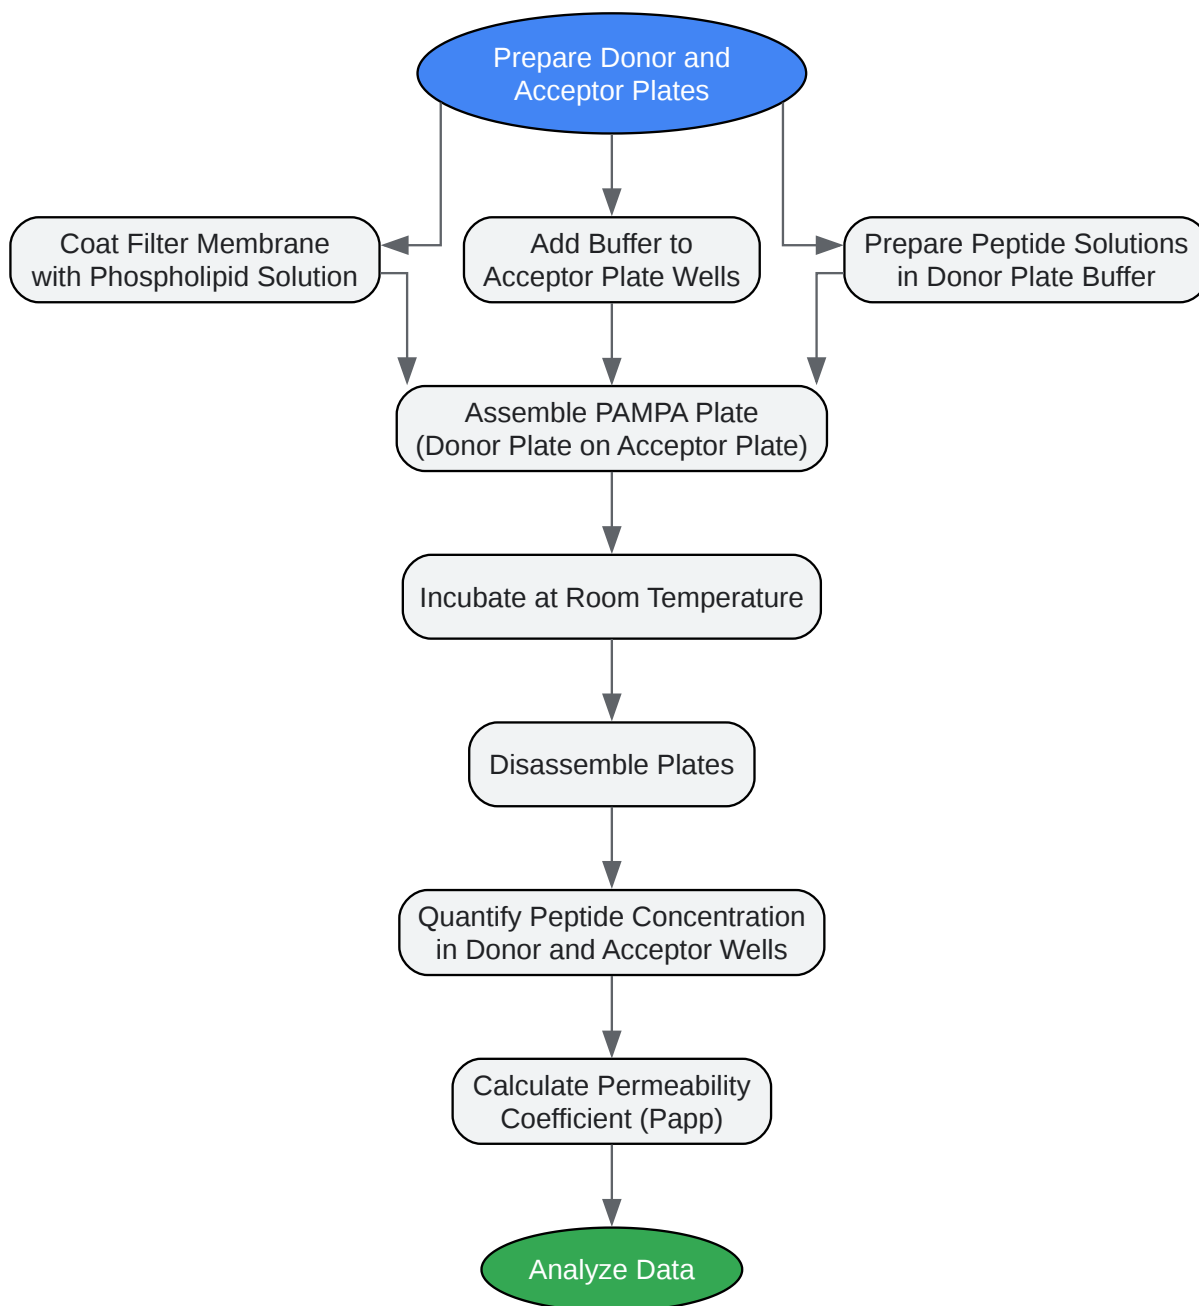 Prepare Donor and
Acceptor Plates
Coat Filter Membrane
with Phospholipid Solution
Add Buffer to
Acceptor Plate Wells
Prepare Peptide Solutions
in Donor Plate Buffer
Assemble PAMPA Plate
(Donor Plate on Acceptor Plate)
Incubate at Room Temperature
Disassemble Plates
Quantify Peptide Concentration
in Donor and Acceptor Wells
Calculate Permeability
Coefficient (Papp)
Analyze Data